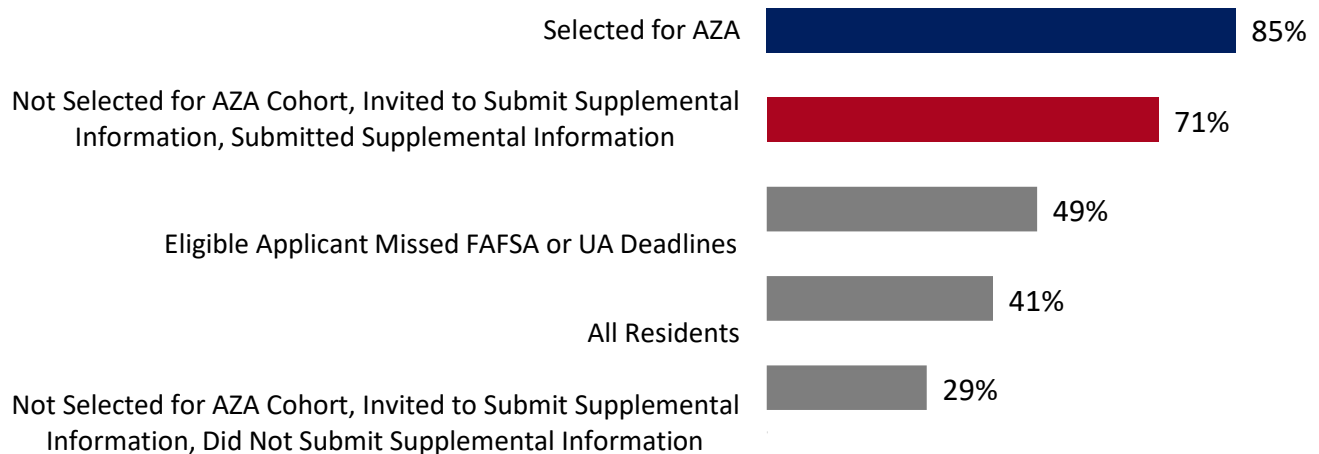 Selected for AZA
85%
Not Selected for AZA Cohort, Invited to Submit Supplemental
Information, Submitted Supplemental Information
71%
49%
Eligible Applicant Missed FAFSA or UA Deadlines
41%
All Residents
29%
Not Selected for AZA Cohort, Invited to Submit Supplemental
Information, Did Not Submit Supplemental Information